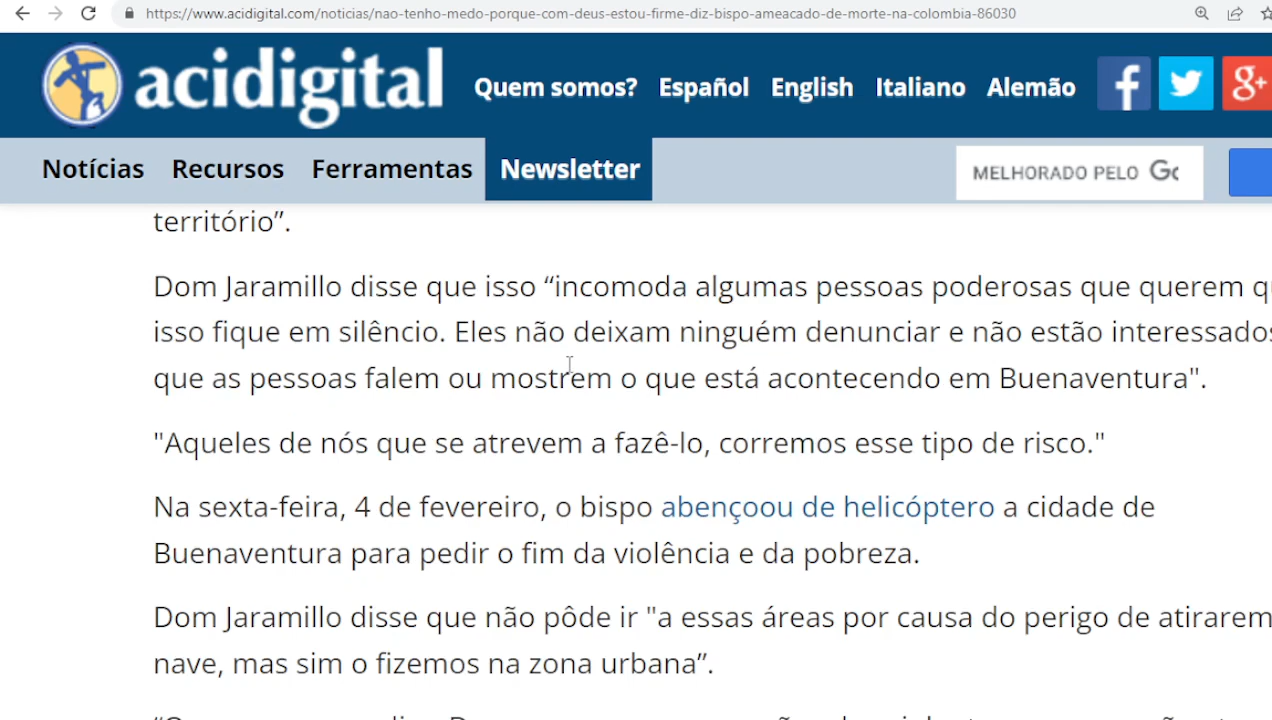 https://www.acidigital.com/noticias/nao-tenho-medo-porque-com-deus-estou-firme-diz-bispo-ameacado-de-morte-na-colombia-86030
acidigital Quem somos? Español English Italiano Alemão
Notícias Recursos Ferramentas Newsletter MELHORADO PELO
território”.
Dom Jaramillo disse que isso “incomoda algumas pessoas poderosas que querem
isso fique em silêncio. Eles não deixam ninguém denunciar e não estão interessados
que as pessoas falem ou mostrem o que está acontecendo em Buenaventura".
"Aqueles de nós que se atrevem a fazê-lo, corremos esse tipo de risco."
Na sexta-feira, 4 de fevereiro, o bispo abençoou de helicóptero a cidade de
Buenaventura para pedir o fim da violência e da pobreza.
Dom Jaramillo disse que não pôde ir "a essas áreas por causa do perigo de atirarem
nave, mas sim o fizemos na zona urbana”.